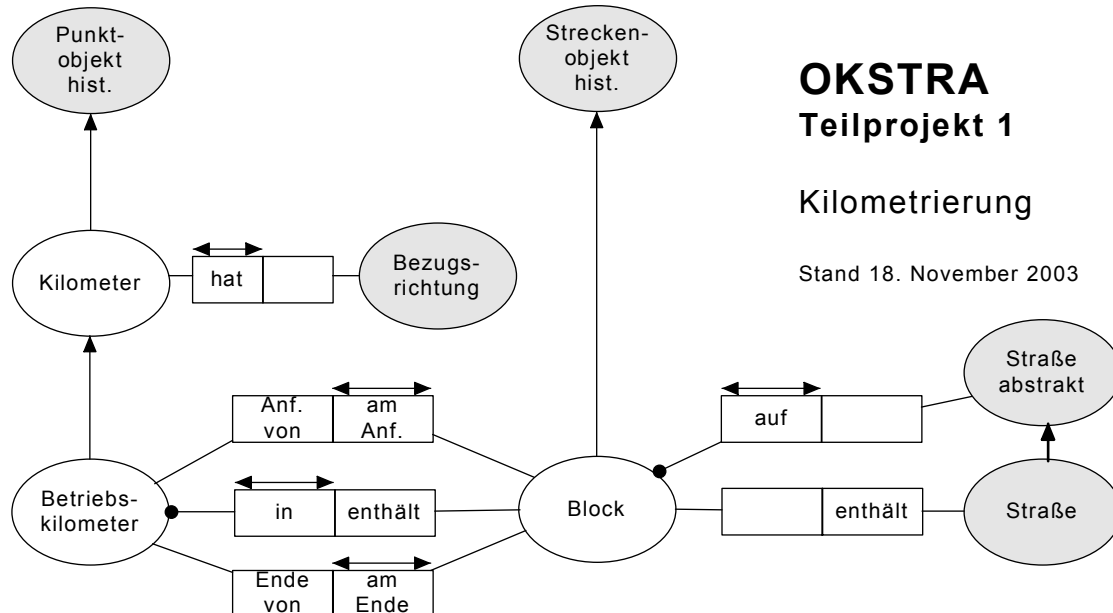 Punkt-
objekt
hist.
Strecken-
objekt
hist.
OKSTRA
Teilprojekt 1
Kilometrierung
Stand 18. November 2003
Kilometer
hat
Bezugs-
richtung
Straße
abstrakt
Anf.
von
am
Anf.
auf
Betriebs-
kilometer
in
enthält
Block
enthält
Straße
Ende
von
am
Ende